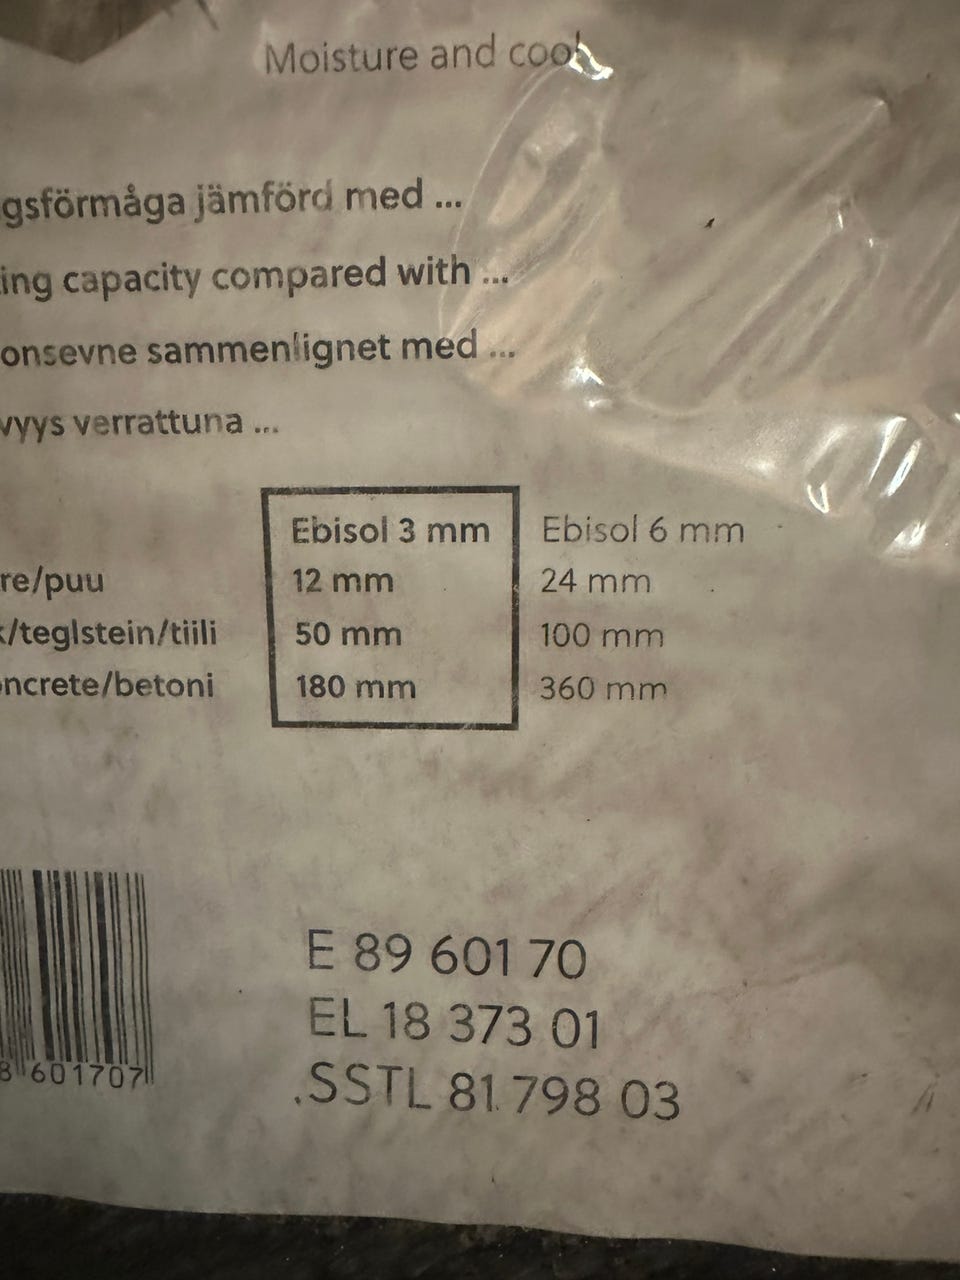 Moisture and cool
gsförmåga jämförd med ...
ing capacity compared with ...
onsevne sammenlignet med ...
vyys verrattuna ...
Ebisol 3 mm Ebisol 6 mm
re/puu 12 mm 24 mm
/teglstein/tiili 50 mm 100 mm
ncrete/betoni 180 mm 360 mm
E 89 601 70
EL 18 373 01
.SSTL 81 798 03
8 601707